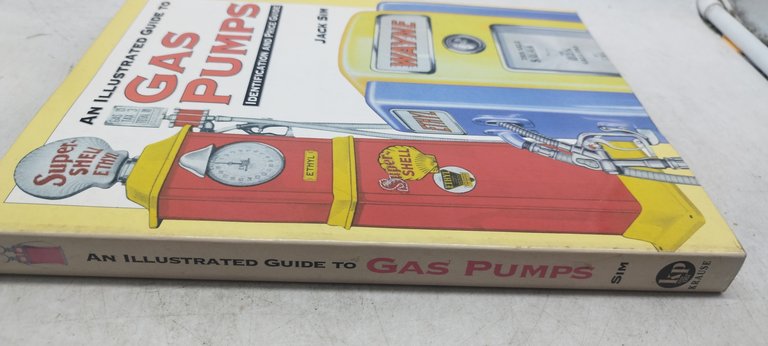 AN ILLUSTRATED GUIDE TO
GAS
PUMPS
IDENTIFICATION AND PRICE GUIDE
JACK SIM
WAYNE
ETHYL
Super-
SHELL
ETHYL
ETHYL
Super
SHELL
AN ILLUSTRATED GUIDE TO GAS PUMPS SIM kp KRAUSE